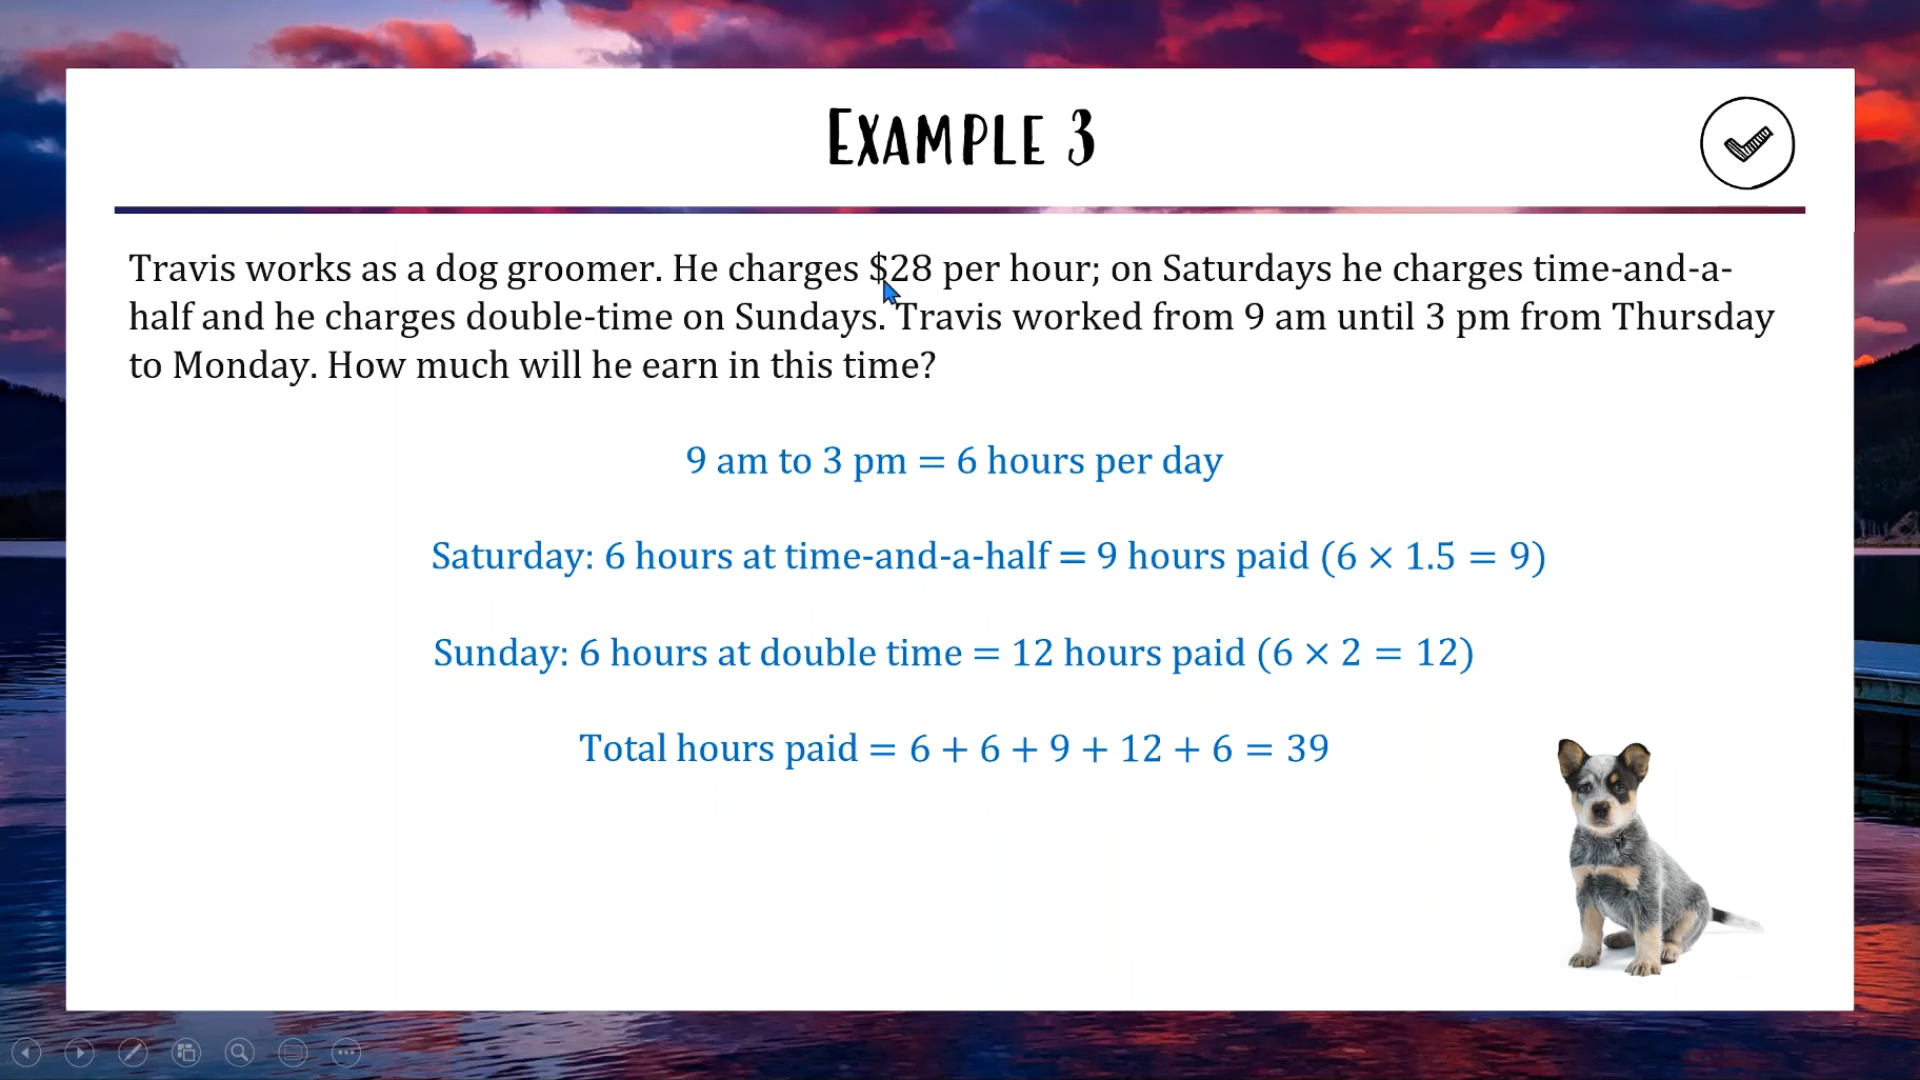 EXAMPLE 3
Travis works as a dog groomer. He charges $28 per hour; on Saturdays he charges time-and-a-
half and he charges double-time on Sundays. Travis worked from 9 am until 3 pm from Thursday
to Monday. How much will he earn in this time?
9 am to 3 pm = 6 hours per day
Saturday: 6 hours at time-and-a-half = 9 hours paid (6 × 1.5 = 9)
Sunday: 6 hours at double time = 12 hours paid (6 × 2 = 12)
Total hours paid = 6 + 6 + 9 + 12 + 6 = 39